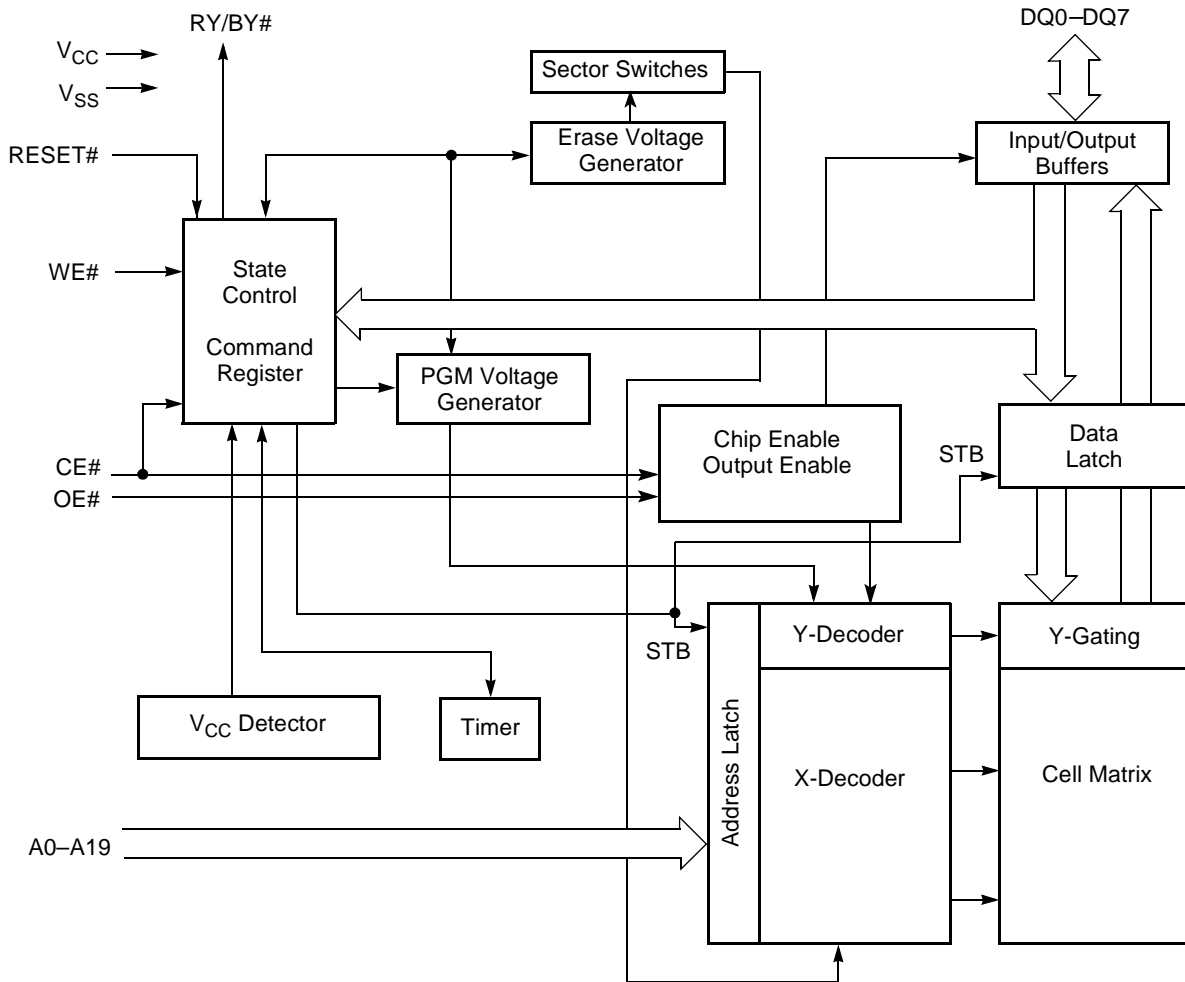 RY/BY#
DQ0–DQ7
VCC
VSS
Sector Switches
RESET#
Erase Voltage
Generator
Input/Output
Buffers
WE#
State
Control
Command
Register
PGM Voltage
Generator
Chip Enable
Output Enable
Data
Latch
STB
CE#
OE#
STB
Y-Decoder
Y-Gating
VCC Detector
Timer
Address Latch
X-Decoder
Cell Matrix
A0–A19